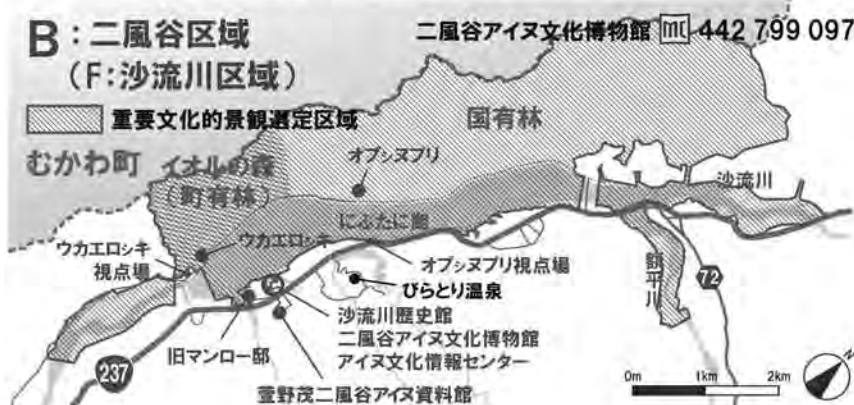 B：二風谷区域
（F：沙流川区域）
二風谷アイヌ文化博物館 MC 442 799 097
重要文化的景観選定区域
国有林
むかわ町
イオルの森
（町有林）
オプシヌプリ
沙流川
にぶたに湖
ウカエロシキ
ウカエロシキ
視点場
オプシヌプリ視点場
びらとり温泉
額平川
72
沙流川歴史館
二風谷アイヌ文化博物館
アイヌ文化情報センター
旧マンロー邸
237
萱野茂二風谷アイヌ資料館
0m 1km 2km
N